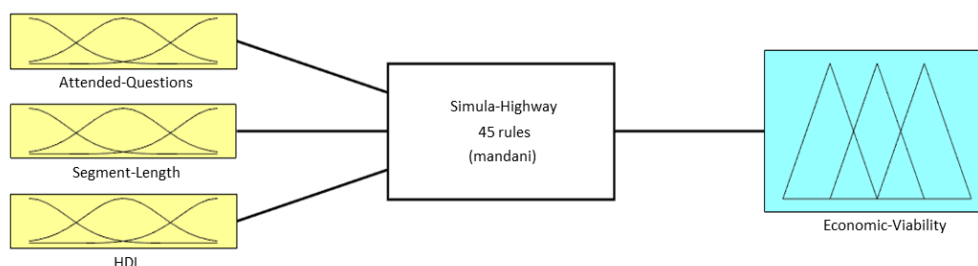 Attended-Questions
Segment-Length
HDI
Simula-Highway
45 rules
(mandani)
Economic-Viability